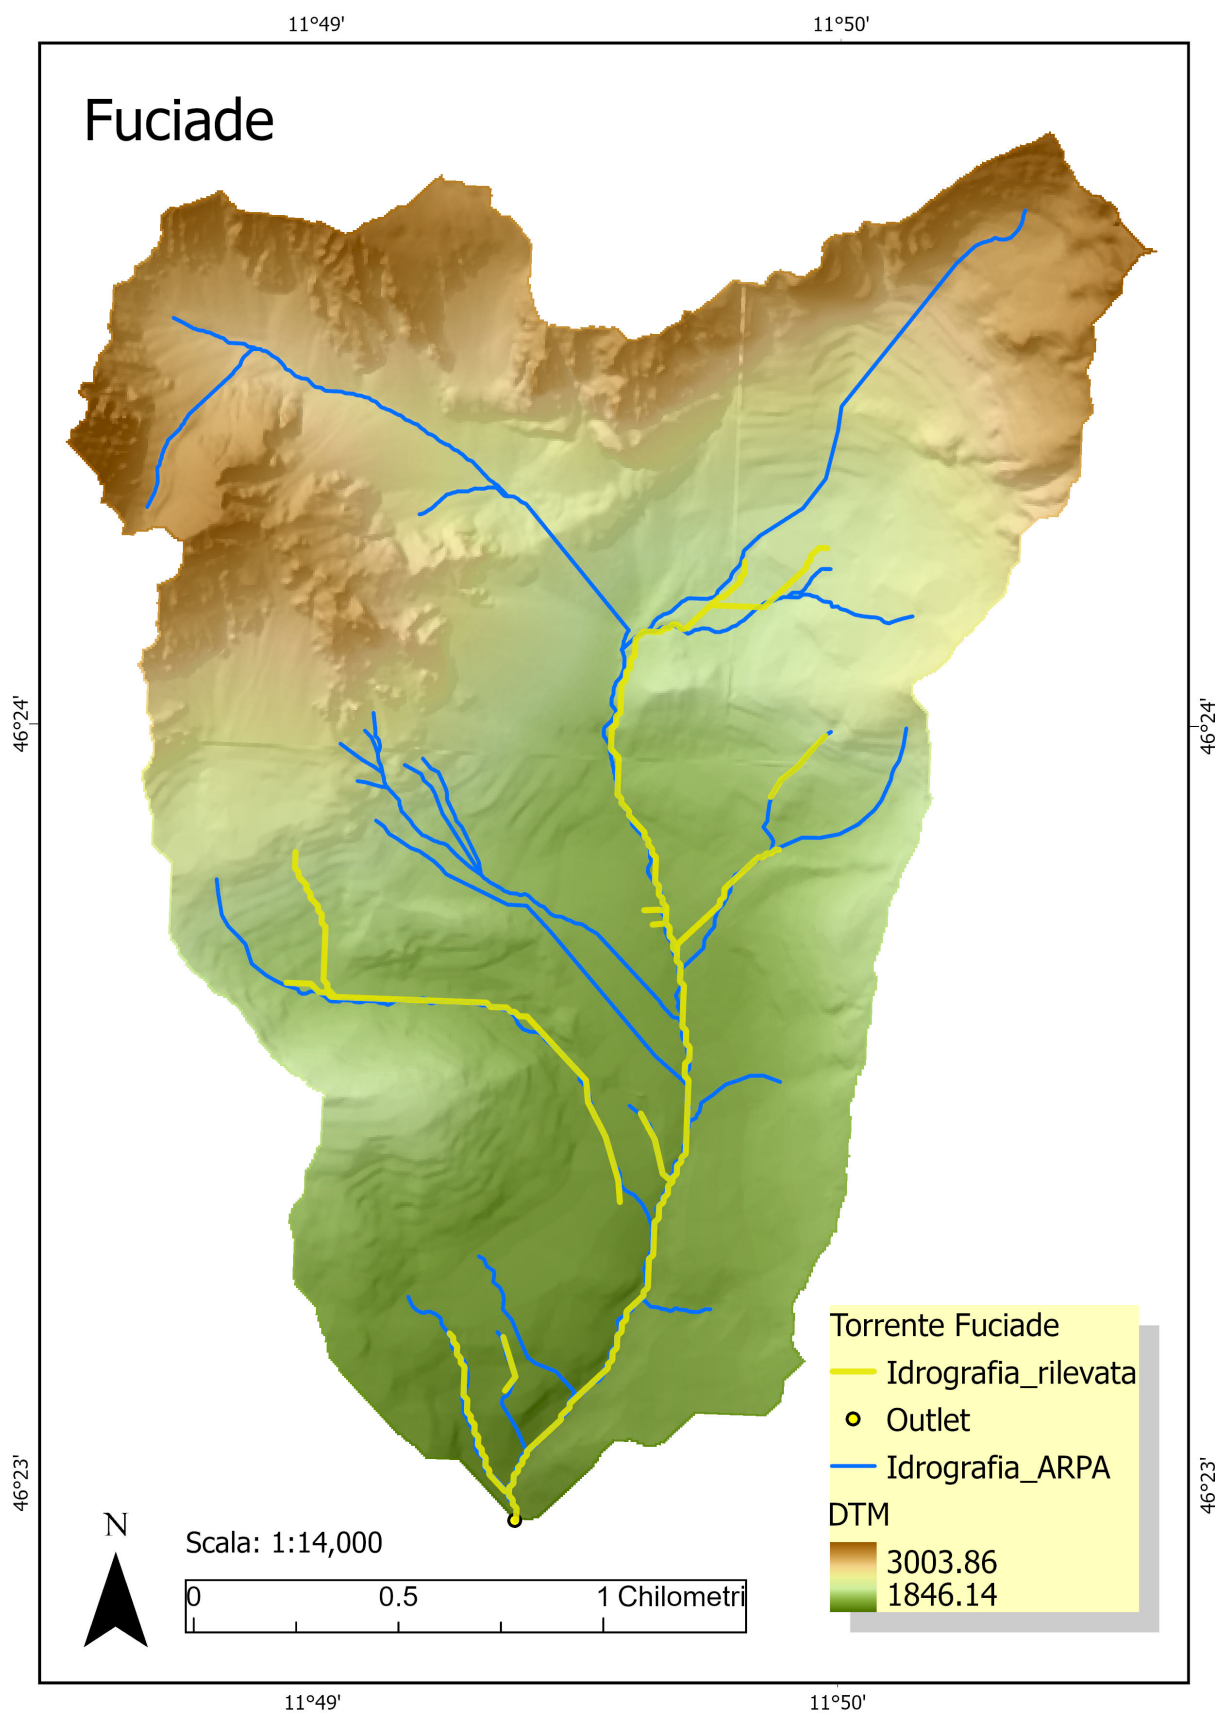 11°49'
11°50'
Fuciade
46°24'
46°24'
Torrente Fuciade
Idrografia_rilevata
Outlet
Idrografia_ARPA
DTM
3003.86
1846.14
46°23'
46°23'
N
Scala: 1:14,000
0
0.5
1 Chilometri
11°49'
11°50'